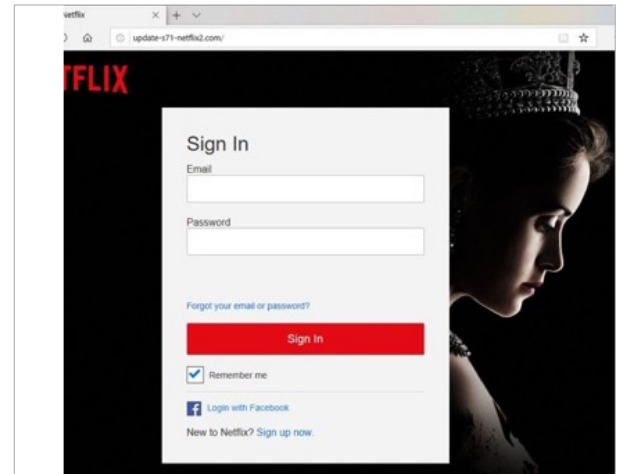 Netflix
update-s71-netflix2.com/
TFLIX
Sign In
Email
Password
Forgot your email or password?
Sign In
Remember me
Login with Facebook
New to Netflix? Sign up now.